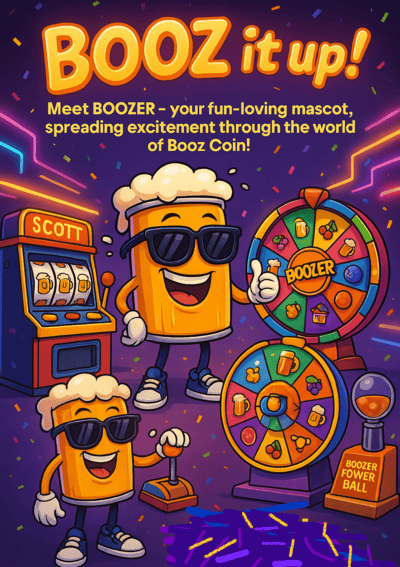 BOOZ it up!
Meet BOOZER – your fun-loving mascot,
spreading excitement through the world
of Booz Coin!
SCOTT
BOOZER
BOOZER
FOWER
BALL